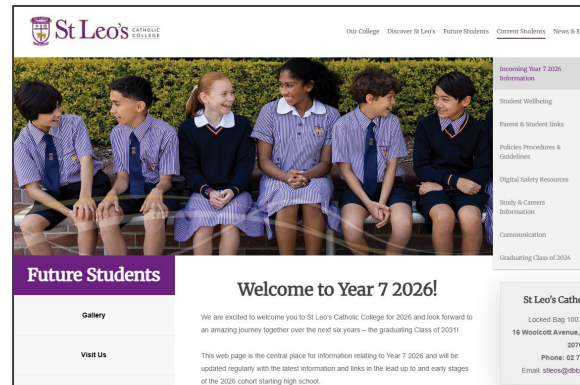 St Leo's CATHOLIC COLLEGE
Our College Discover St Leo's Future Students Current Students News & E
Incoming Year 7 2026
Information
Student Wellbeing
Parent & Student links
Policies Procedures &
Guidelines
Digital Safety Resources
Study & Careers
Information
Communication
Graduating Class of 2024
Future Students
Gallery
Visit Us
Welcome to Year 7 2026!
We are excited to welcome you to St Leo's Catholic College for 2026 and look forward to
an amazing journey together over the next six years – the graduating Class of 2031!
This web page is the central place for information relating to Year 7 2026 and will be
updated regularly with the latest information and links in the lead up to and early stages
of the 2026 cohort starting high school.
St Leo's Catho
Locked Bag 100
16 Woolcott Avenue,
207
Phone: 02 7
Email: stleos@dbb